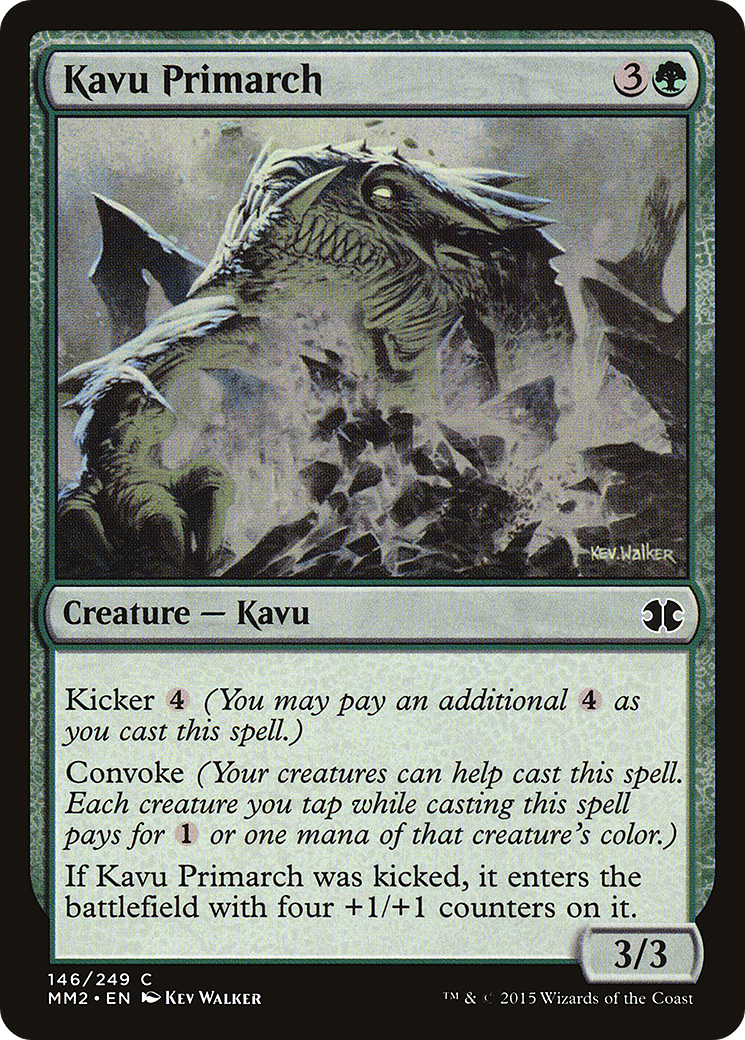 Kavu Primarch 3
KEV.WALKER
Creature — Kavu
Kicker 4 (You may pay an additional 4 as
you cast this spell.)
Convoke (Your creatures can help cast this spell.
Each creature you tap while casting this spell
pays for 1 or one mana of that creature's color.)
If Kavu Primarch was kicked, it enters the
battlefield with four +1/+1 counters on it.
3/3
146/249 C
MM2 • EN Kev Walker
™ & © 2015 Wizards of the Coast